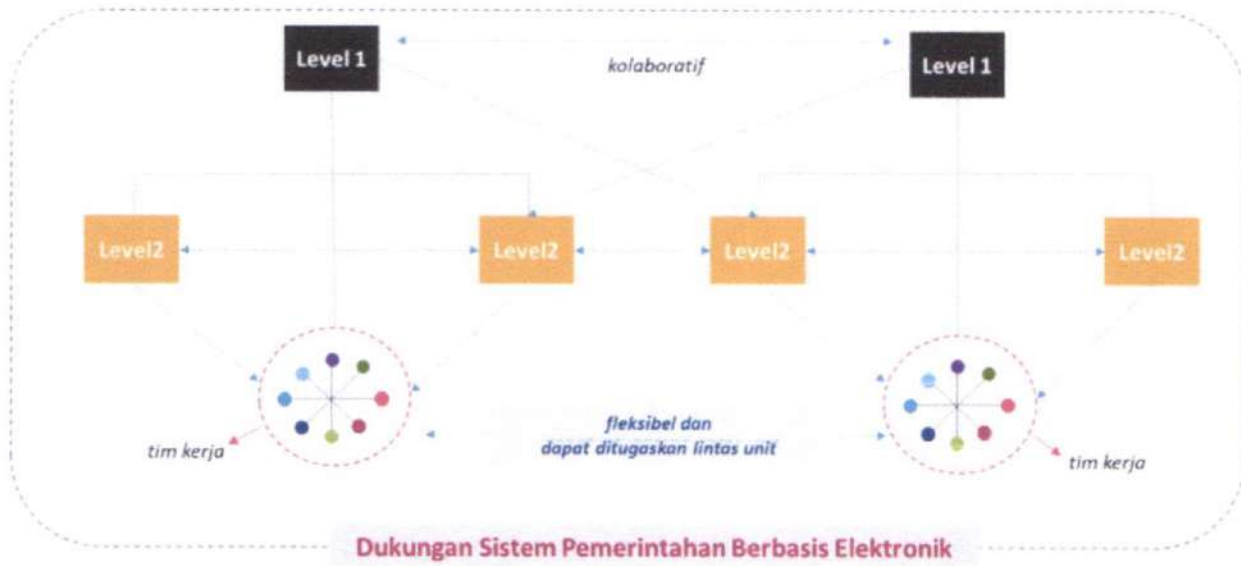 Level 1
kolaboratif
Level 1
Level2
Level2
Level2
Level2
fleksibel dan
dapat ditugaskan lintas unit
tim kerja
tim kerja
Dukungan Sistem Pemerintahan Berbasis Elektronik